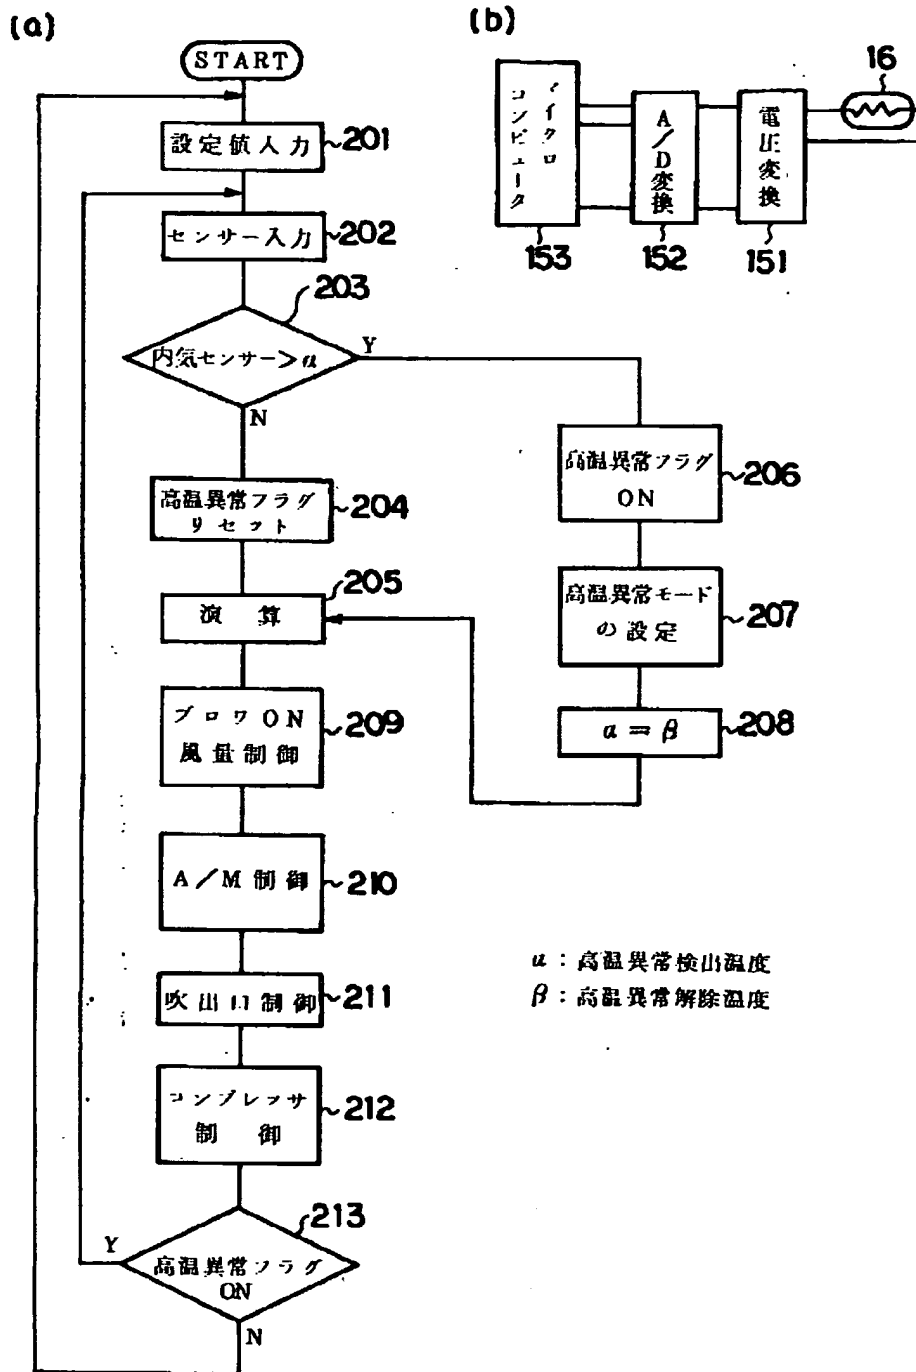 (a)
START
設定値入力
201
センサー入力
202
203
内気センサー>α
Y
N
高温異常フラグ
リセット
204
205
演算
ブロワON
風量制御
209
A/M制御
210
吹出口制御
211
コンプレッサ
制御
212
213
高温異常フラグ
ON
Y
N
高温異常フラグ
ON
206
高温異常モード
の設定
207
α=β
208
(b)
マイクロ
コンピュータ
153
A/D変換
152
電圧変換
151
16
α:高温異常検出温度
β:高温異常解除温度